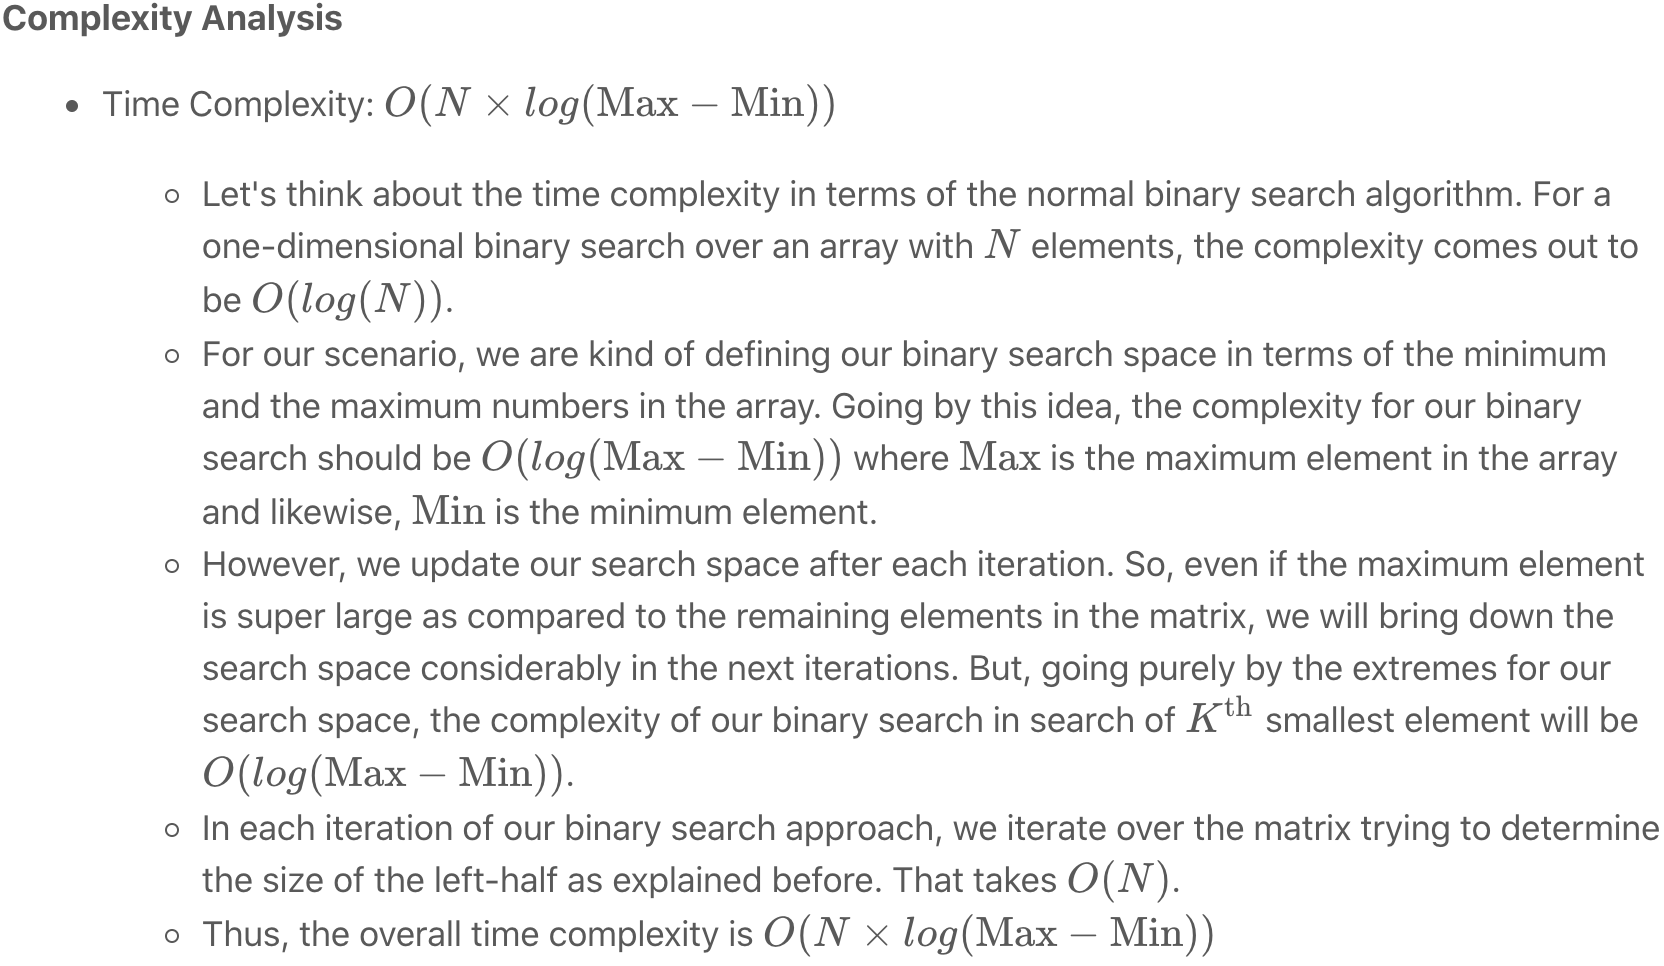 Complexity Analysis
• Time Complexity: O(N × log(Max − Min))
◦ Let's think about the time complexity in terms of the normal binary search algorithm. For a
one-dimensional binary search over an array with N elements, the complexity comes out to
be O(log(N)).
◦ For our scenario, we are kind of defining our binary search space in terms of the minimum
and the maximum numbers in the array. Going by this idea, the complexity for our binary
search should be O(log(Max − Min)) where Max is the maximum element in the array
and likewise, Min is the minimum element.
◦ However, we update our search space after each iteration. So, even if the maximum element
is super large as compared to the remaining elements in the matrix, we will bring down the
search space considerably in the next iterations. But, going purely by the extremes for our
search space, the complexity of our binary search in search of K^th smallest element will be
O(log(Max − Min)).
◦ In each iteration of our binary search approach, we iterate over the matrix trying to determine
the size of the left-half as explained before. That takes O(N).
◦ Thus, the overall time complexity is O(N × log(Max − Min))